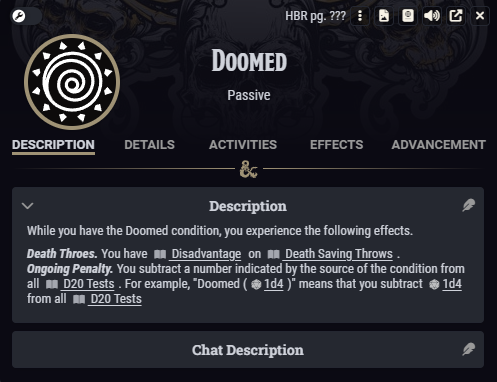 HBR pg. ???
Doomed
Passive
DESCRIPTION DETAILS ACTIVITIES EFFECTS ADVANCEMENT
&
Description
While you have the Doomed condition, you experience the following effects.
Death Throes. You have Disadvantage on Death Saving Throws .
Ongoing Penalty. You subtract a number indicated by the source of the condition from
all D20 Tests . For example, "Doomed ( 1d4 )" means that you subtract 1d4
from all D20 Tests
Chat Description